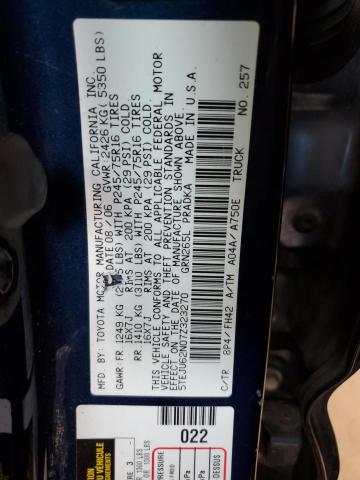 MFD. BY: TOYOTA MOTOR MANUFACTURING CALIFORNIA INC.
DATE: 08 / 06 GVWR: 2426 KG( 5350 LBS)
GAWR: FR. 1249 KG LBS) WITH P245/75R16 TIRES
16X7J RIMS AT 200 KPA (29 PSI) COLD.
RR. 1410 KG (3110 LBS) WITH P245/75R16 TIRES
16X7J RIMS AT 200 KPA (29 PSI) COLD.
THIS VEHICLE CONFORMS TO ALL APPLICABLE FEDERAL MOTOR
VEHICLE SAFETY AND THEFT PREVENTION STANDARDS IN
EFFECT ON THE DATE OF MANUFACTURE SHOWN ABOVE.
5TEJU62N07Z323270 GRN265L PRADKA MADE IN U.S.A.
TRUCK
C/TR 8P4/ FH42 A/TM A04A/ A750E NO. 257
022